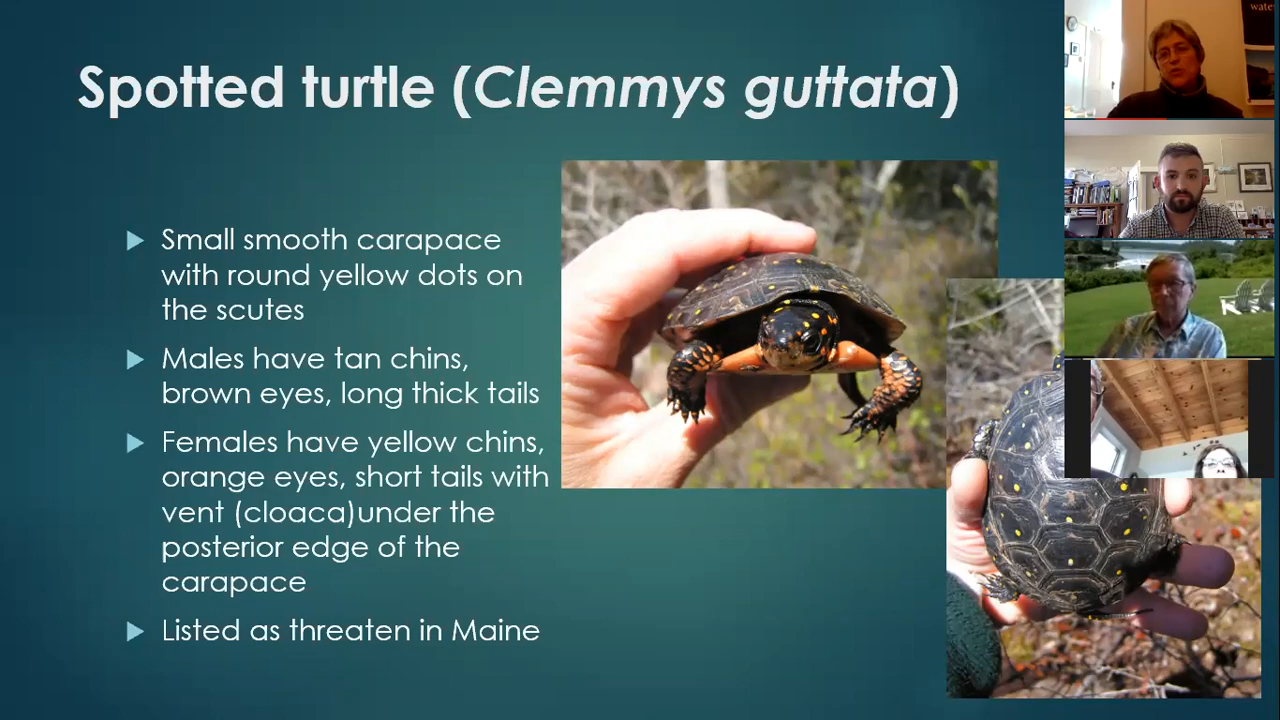 Spotted turtle (Clemmys guttata)
Small smooth carapace
with round yellow dots on
the scutes
Males have tan chins,
brown eyes, long thick tails
Females have yellow chins,
orange eyes, short tails with
vent (cloaca)under the
posterior edge of the
carapace
Listed as threaten in Maine